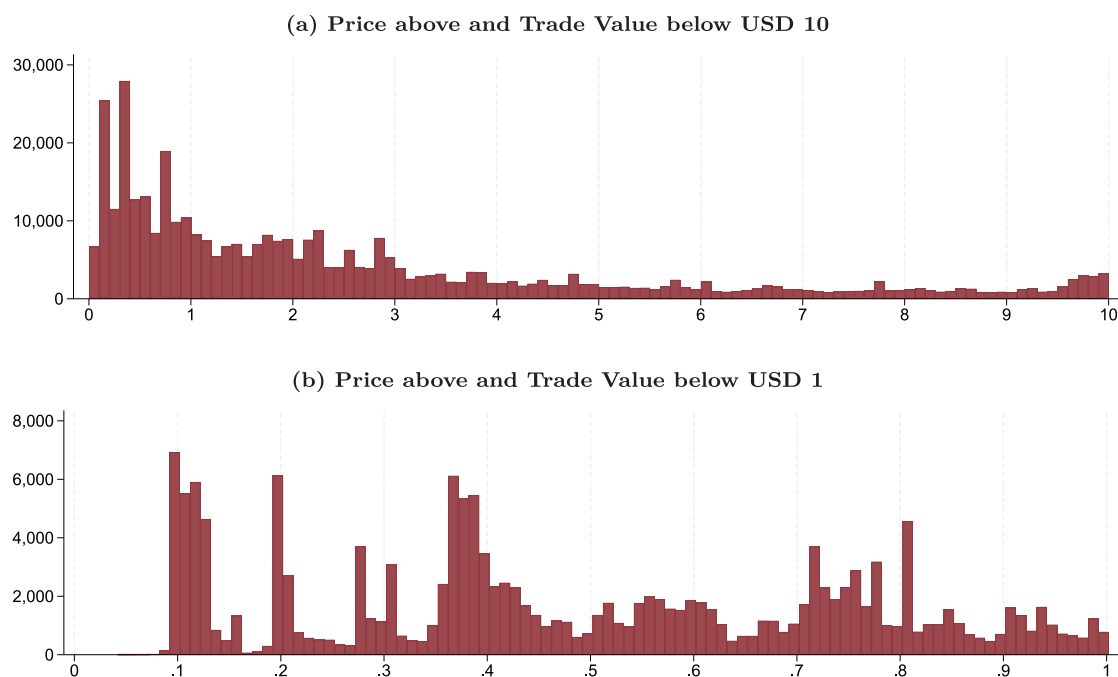 (a) Price above and Trade Value below USD 10
30,000
20,000
10,000
0
0 1 2 3 4 5 6 7 8 9 10
(b) Price above and Trade Value below USD 1
8,000
6,000
4,000
2,000
0
0 .1 .2 .3 .4 .5 .6 .7 .8 .9 1